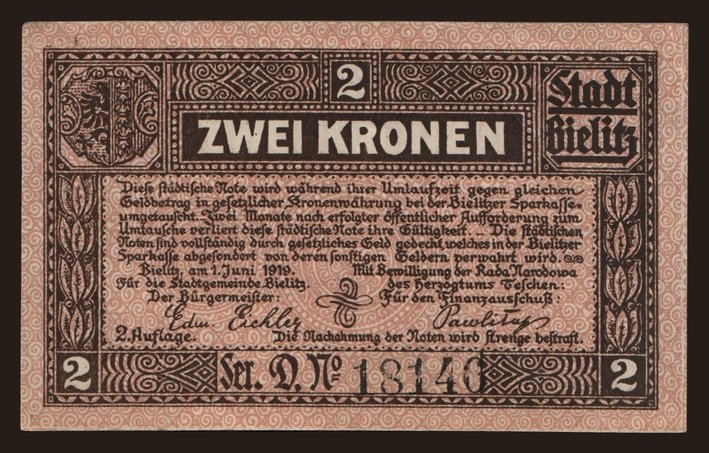 2
Stadt
Bielitz
ZWEI KRONEN
Diese städtische Note wird während ihrer Umlaufzeit gegen gleichen
Geldbetrag in gesetzlicher Kronenwährung bei der Bielitzer Sparkasse
umgetauscht. Zwei Monate nach erfolgter öffentlicher Aufforderung zum
Umtausche verliert diese städtische Note ihre Gültigkeit. – Die städtischen
Noten sind vollständig durch gesetzliches Geld gedeckt, welches in der Bielitzer
Sparkasse abgesondert von deren sonstigen Geldern verwahrt wird.
Bielitz, am 1. Juni 1919. Mit Bewilligung der Rada Narodowa
Für die Stadtgemeinde Bielitz. des Herzogtums Teschen:
Der Bürgermeister: Für den Finanzausschuß:
Edm. Eichler
2. Auflage. Die Nachahmung der Noten wird strenge bestraft.
2 Ser. D. No 18140 2